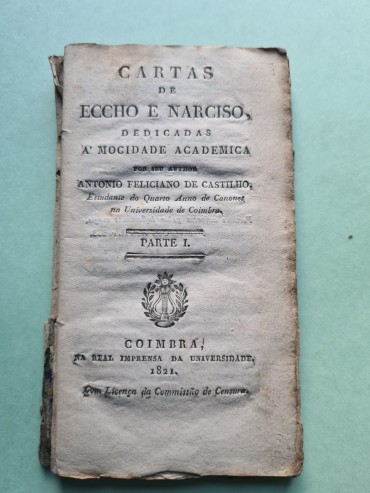 CARTAS
DE
ECCHO E NARCISO,
DEDICADAS
A' MOCIDADE ACADEMICA
POR SEU AUTHOR
ANTONIO FELICIANO DE CASTILHO,
Estudante do Quarto Anno de Canones
na Universidade de Coimbra.
PARTE I.
COIMBRA,
NA REAL IMPRENSA DA UNIVERSIDADE.
1821.
Com Licença da Commissão de Censura.